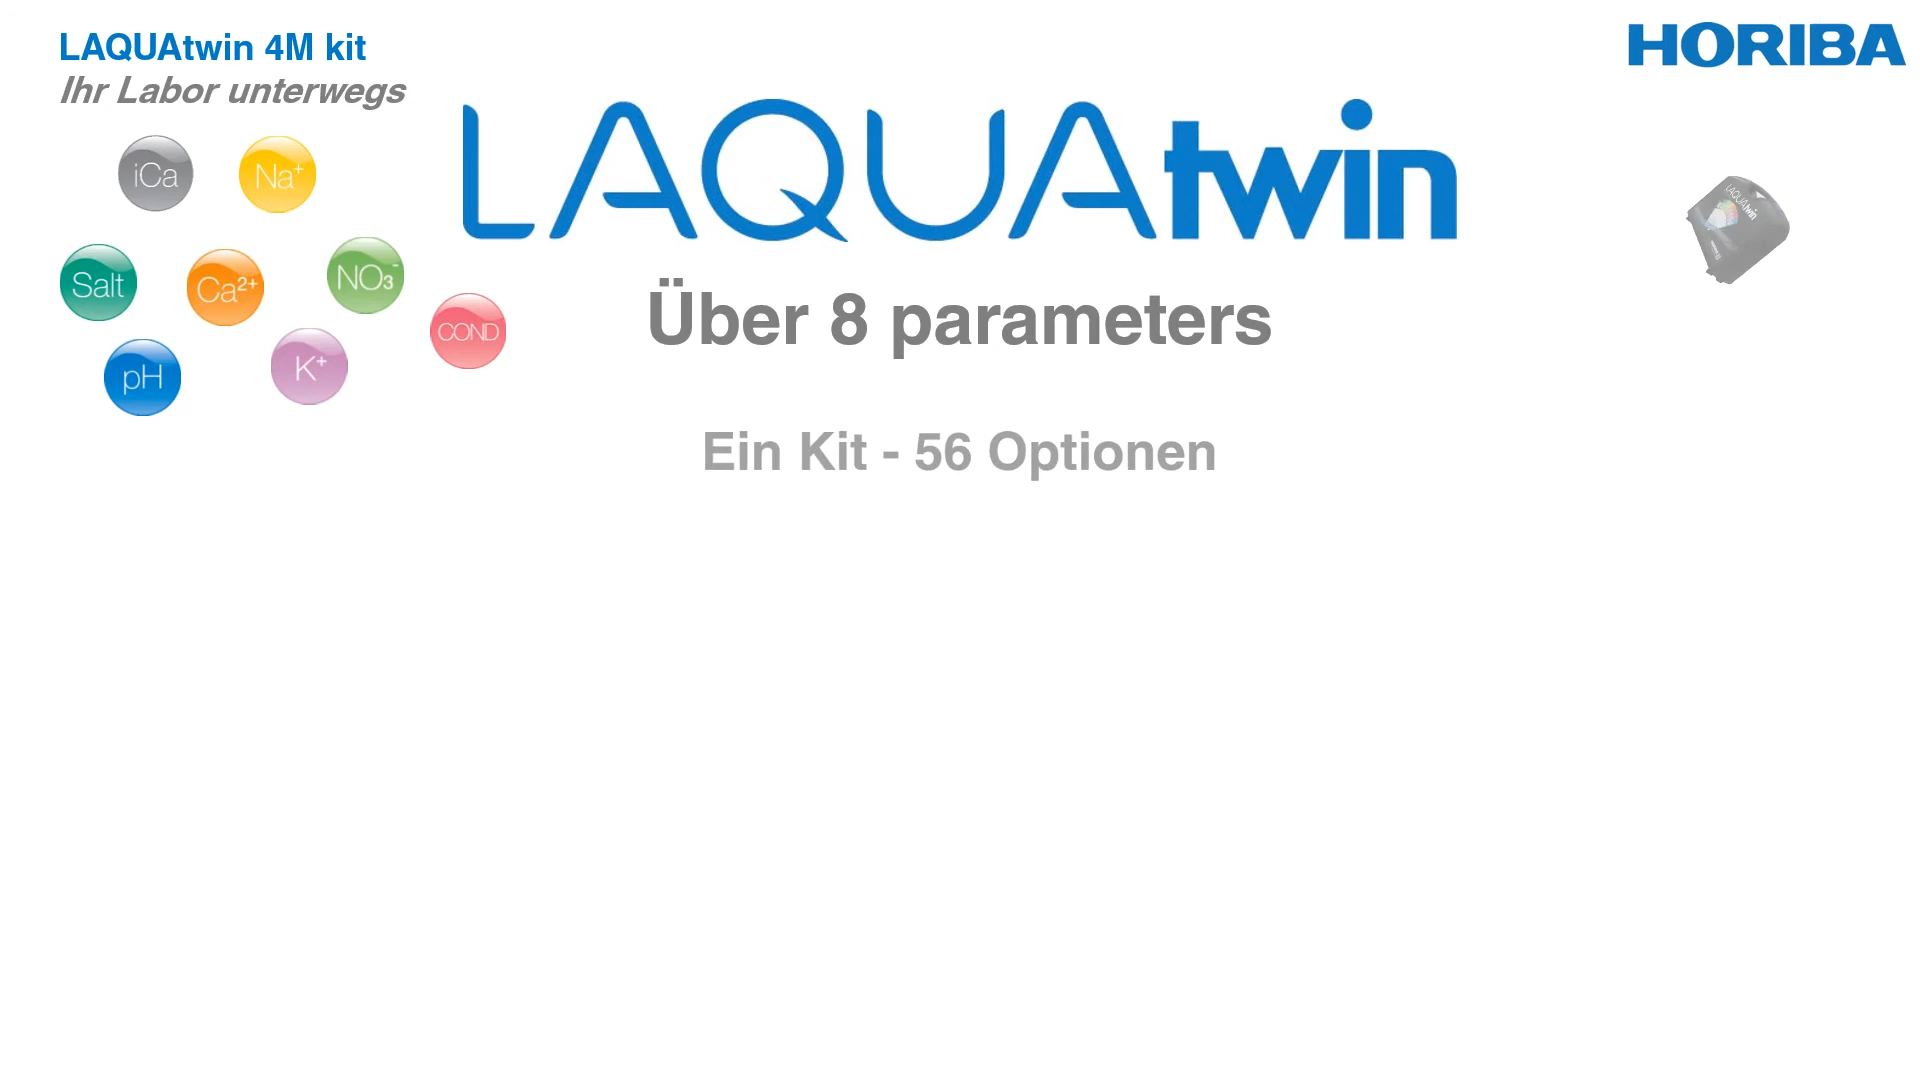 LAQUAtwin 4M kit
Ihr Labor unterwegs
HORIBA
LAQUAtwin
iCa
Na⁺
Salt
Ca²⁺
NO₃⁻
COND
pH
K⁺
LAQUAtwin
Über 8 parameters
Ein Kit - 56 Optionen